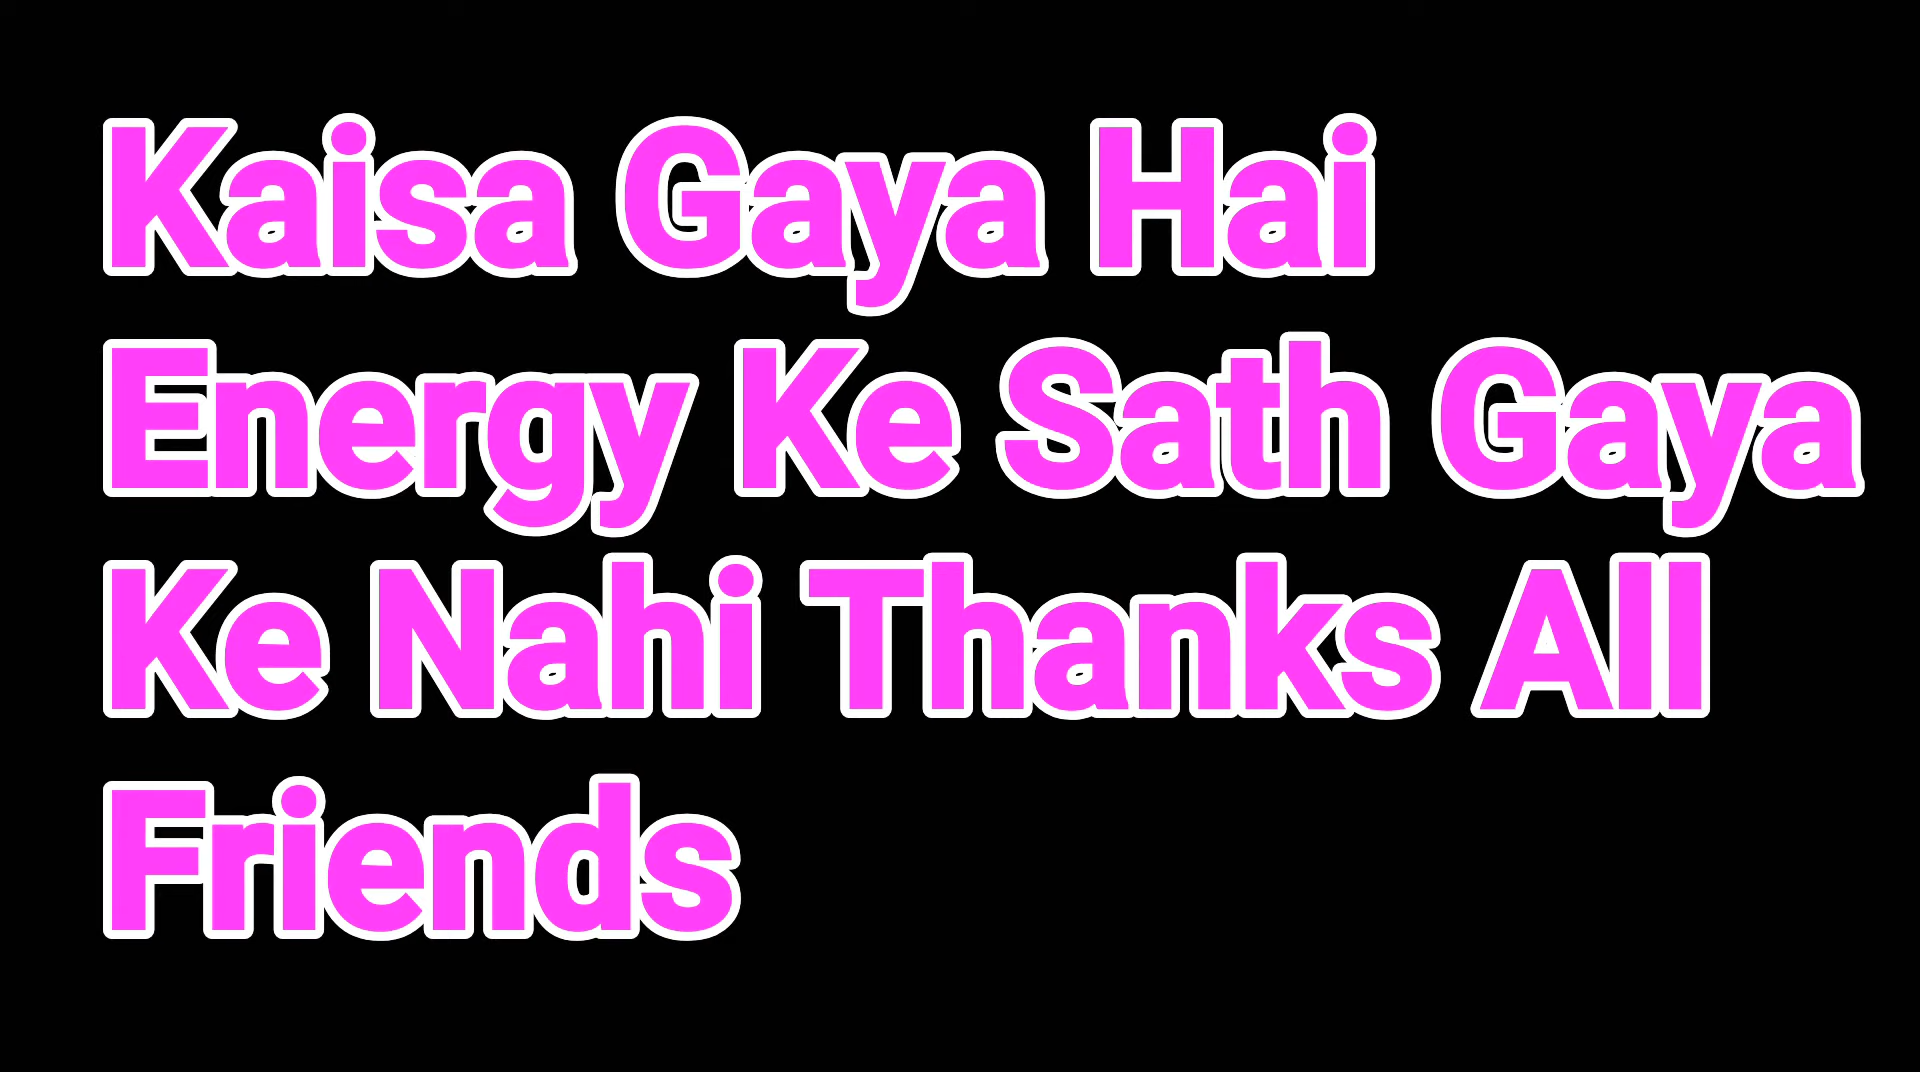 Kaisa Gaya Hai
Energy Ke Sath Gaya
Ke Nahi Thanks All
Friends